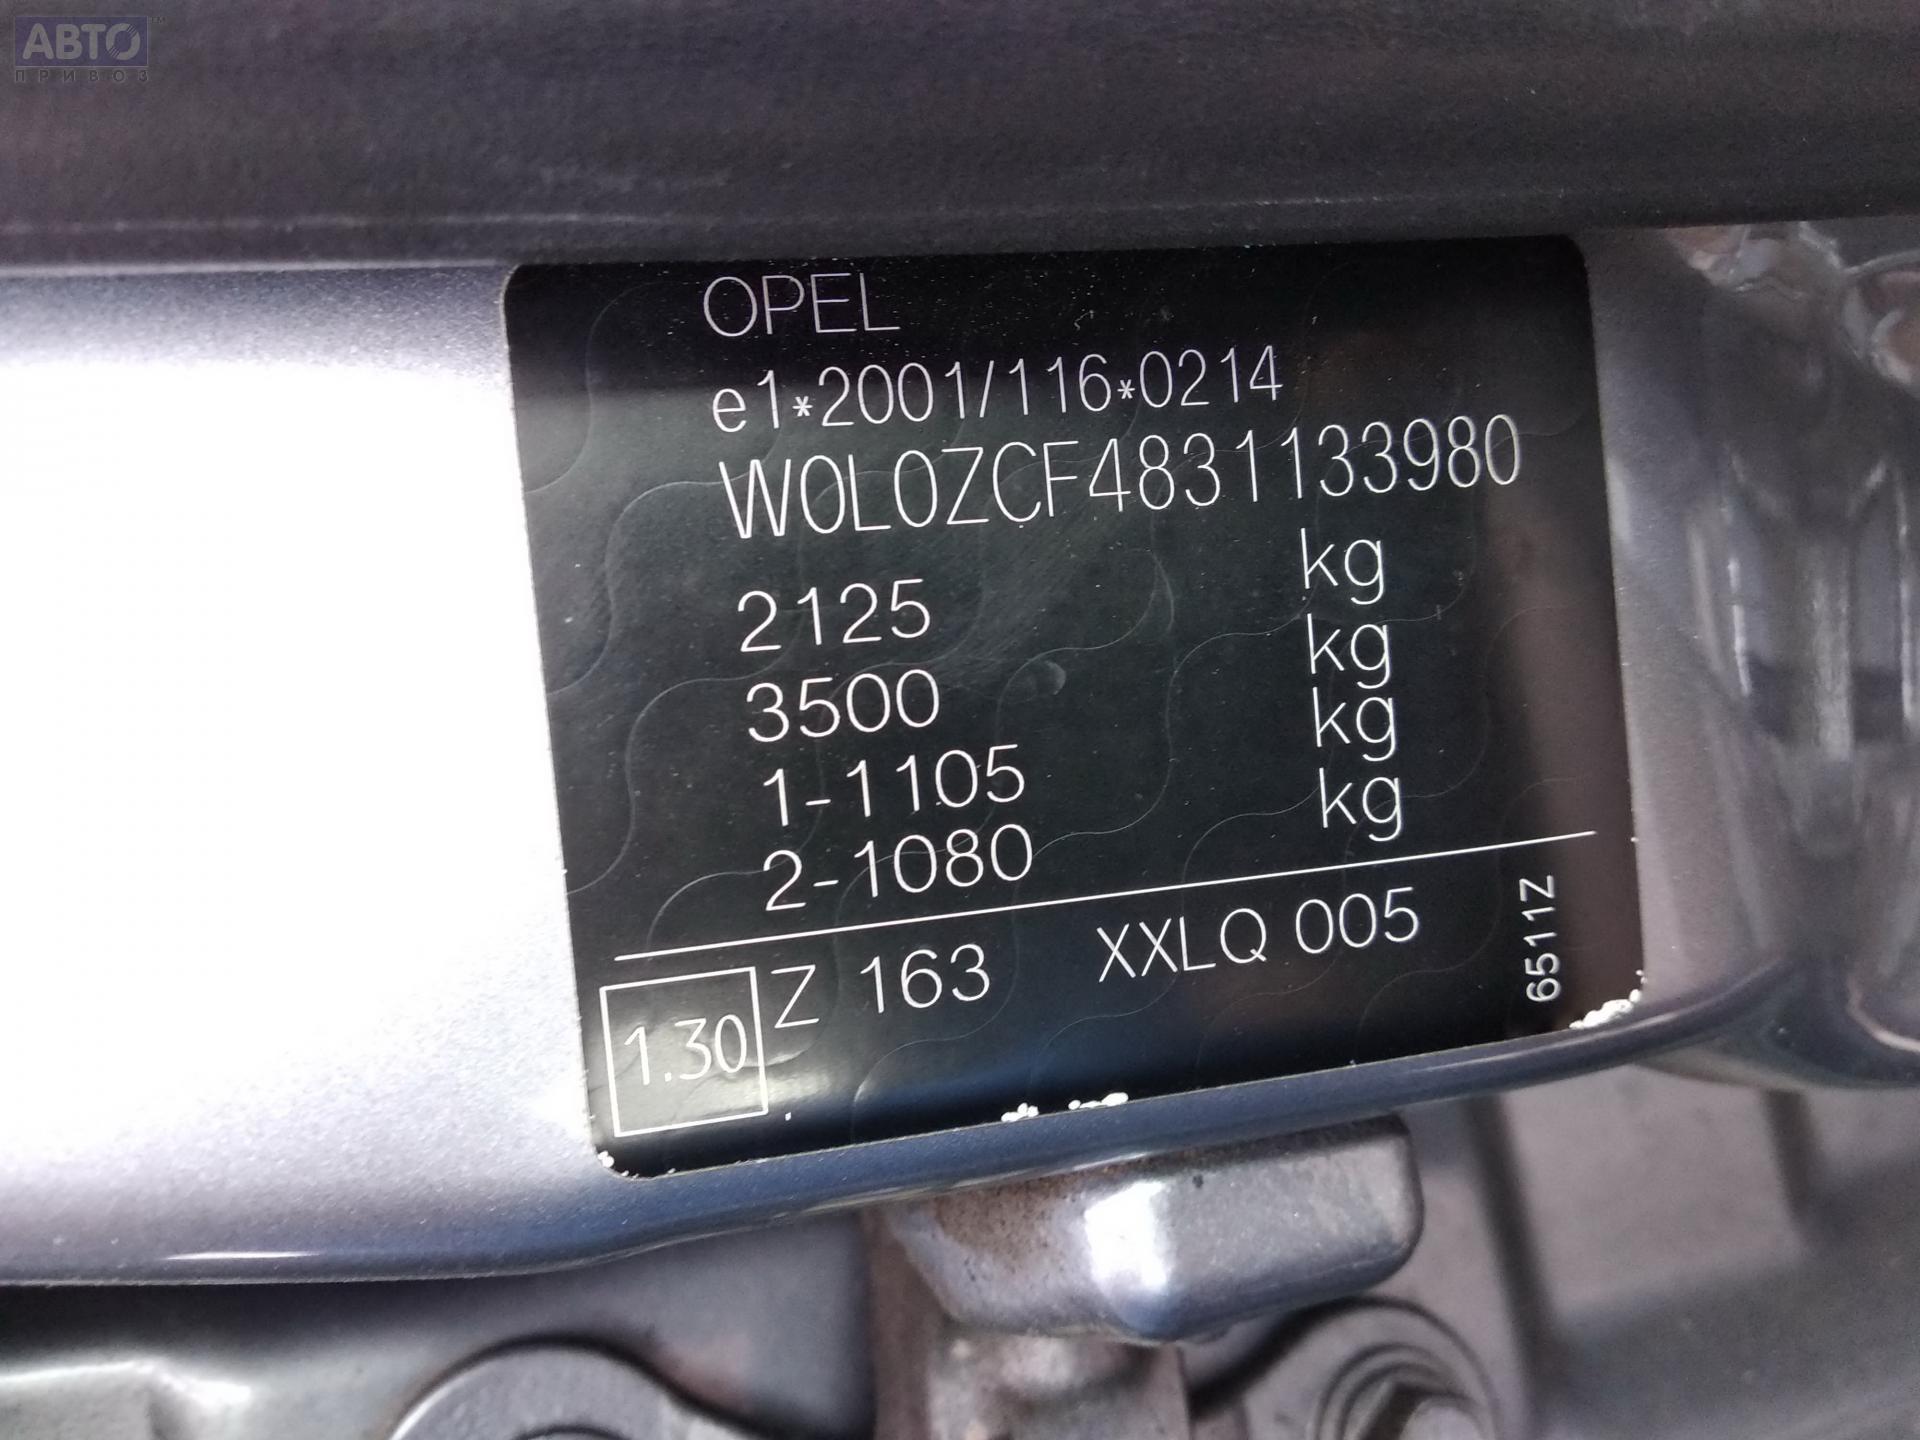 АВТО™
ПРИВОЗ
OPEL
e1*2001/116*0214
W0L0ZCF4831133980
2125 kg
3500 kg
1-1105 kg
2-1080 kg
1.30 Z 163 XXLQ 005
6511Z